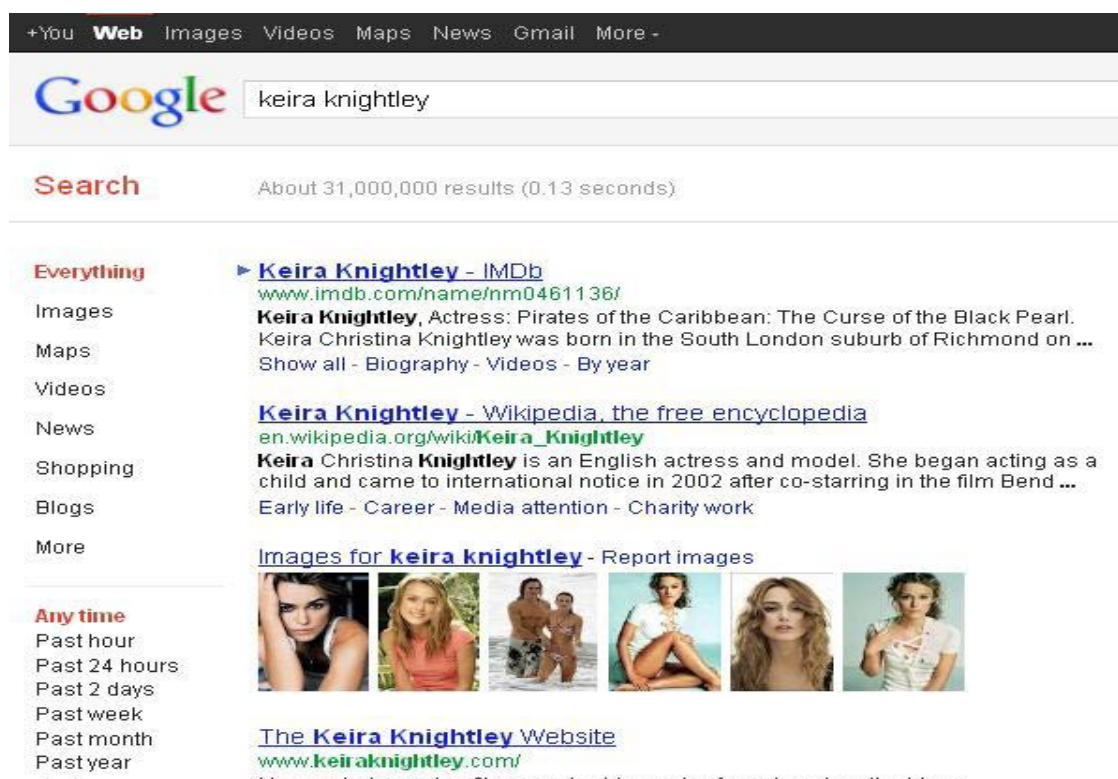 +You Web Images Videos Maps News Gmail More -
Google keira knightley
Search About 31,000,000 results (0.13 seconds)
Everything
Images
Maps
Videos
News
Shopping
Blogs
More
Any time
Past hour
Past 24 hours
Past 2 days
Past week
Past month
Past year
Keira Knightley - IMDb
www.imdb.com/name/nm0461136/
Keira Knightley, Actress: Pirates of the Caribbean: The Curse of the Black Pearl.
Keira Christina Knightley was born in the South London suburb of Richmond on ...
Show all - Biography - Videos - By year
Keira Knightley - Wikipedia, the free encyclopedia
en.wikipedia.org/wiki/Keira_Knightley
Keira Christina Knightley is an English actress and model. She began acting as a
child and came to international notice in 2002 after co-starring in the film Bend ...
Early life - Career - Media attention - Charity work
Images for keira knightley - Report images
The Keira Knightley Website
www.keiraknightley.com/